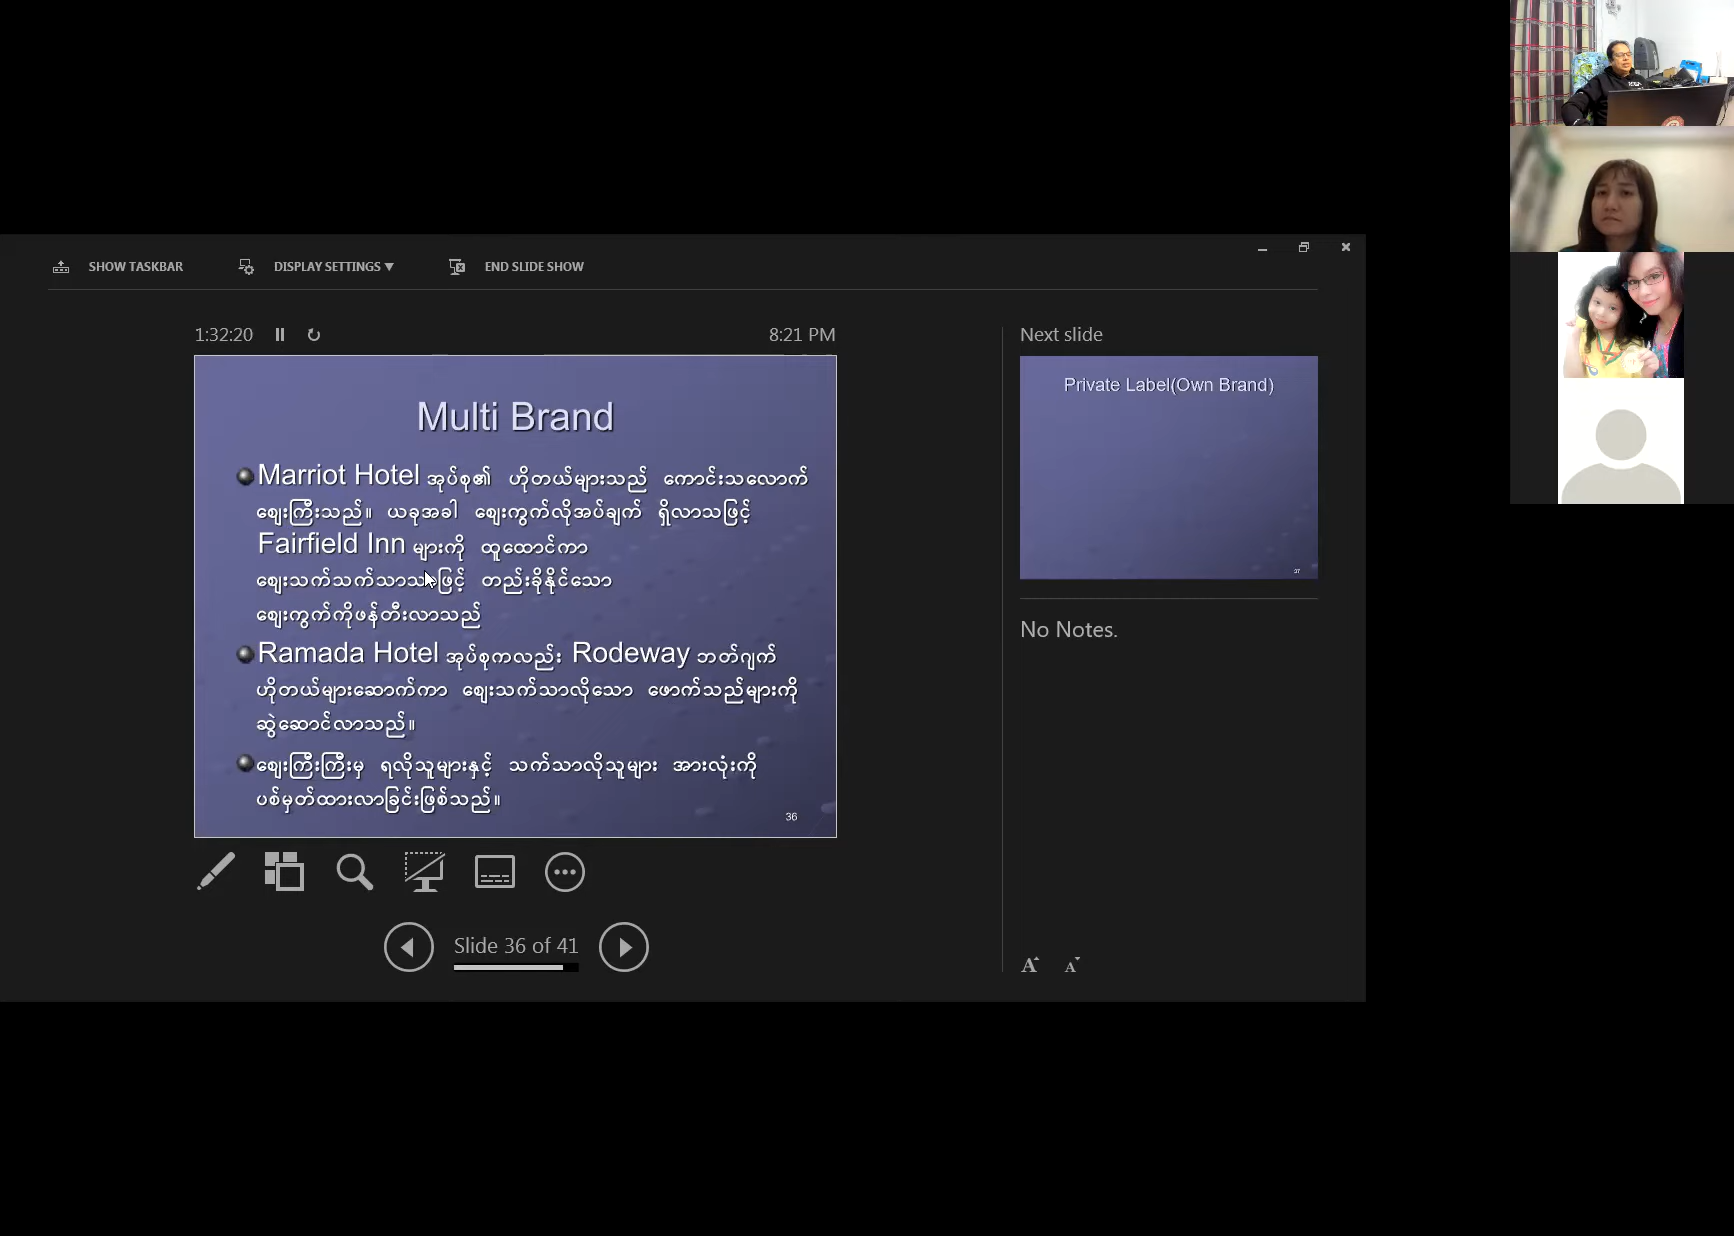 SHOW TASKBAR
DISPLAY SETTINGS ▼
END SLIDE SHOW
1:32:20
8:21 PM
Multi Brand
Marriot Hotel အုပ်စု၏ ဟိုတယ်များသည် ကောင်းသလောက်
ဈေးကြီးသည်။ ယခုအခါ ဈေးကွက်လိုအပ်ချက် ရှိလာသဖြင့်
Fairfield Inn များကို ထူထောင်ကာ
ဈေးသက်သက်သာသာဖြင့် တည်းခိုနိုင်သော
ဈေးကွက်ကိုဖန်တီးလာသည်
Ramada Hotel အုပ်စုကလည်း Rodeway ဘတ်ဂျက်
ဟိုတယ်များဆောက်ကာ ဈေးသက်သာလိုသော ဖောက်သည်များကို
ဆွဲဆောင်လာသည်။
ဈေးကြီးကြီးမှ ရလိုသူများနှင့် သက်သာလိုသူများ အားလုံးကို
ပစ်မှတ်ထားလာခြင်းဖြစ်သည်။
36
Slide 36 of 41
Next slide
Private Label(Own Brand)
37
No Notes.
A
A